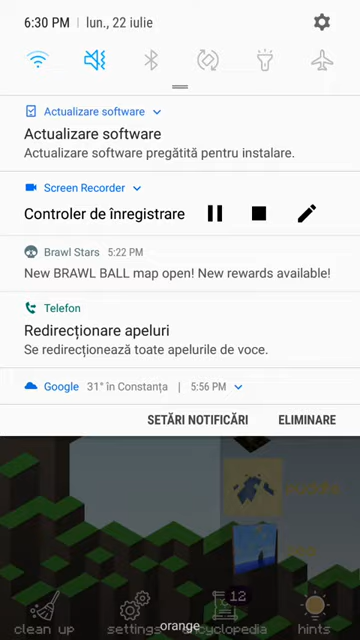 6:30 PM | lun., 22 iulie
Actualizare software
Actualizare software
Actualizare software pregătită pentru instalare.
Screen Recorder
Controler de înregistrare
Brawl Stars 5:22 PM
New BRAWL BALL map open! New rewards available!
Telefon
Redirecționare apeluri
Se redirecționează toate apelurile de voce.
Google 31° în Constanța | 5:56 PM
SETĂRI NOTIFICĂRI ELIMINARE
12
clean up settings encyclopedia hints
orange